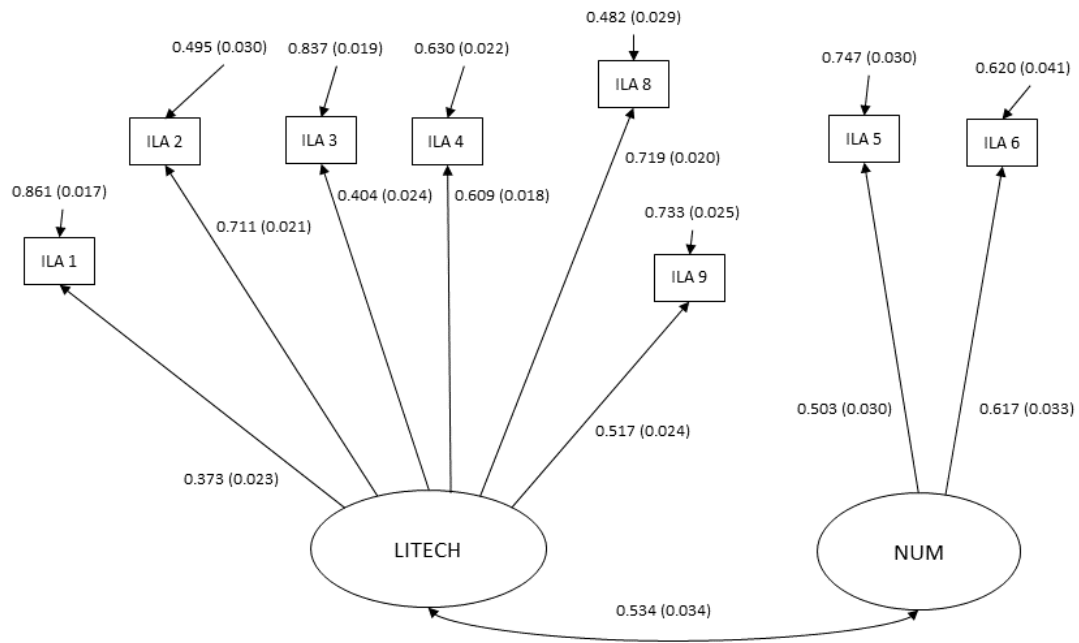 0.495 (0.030)
0.837 (0.019)
0.630 (0.022)
0.482 (0.029)
0.747 (0.030)
0.620 (0.041)
ILA 8
ILA 2
ILA 3
ILA 4
ILA 5
ILA 6
0.719 (0.020)
0.861 (0.017)
0.404 (0.024)
0.609 (0.018)
0.711 (0.021)
0.733 (0.025)
ILA 1
ILA 9
0.503 (0.030)
0.617 (0.033)
0.517 (0.024)
0.373 (0.023)
LITECH
NUM
0.534 (0.034)